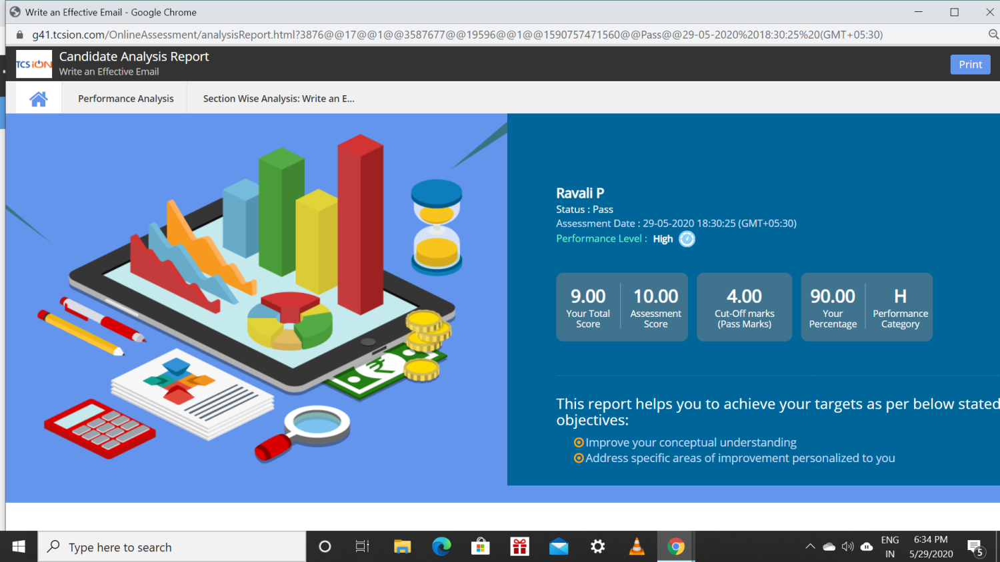 Write an Effective Email - Google Chrome
g41.tcsion.com/OnlineAssessment/analysisReport.html?3876@@17@@1@@3587677@@19596@@1@@1590757471560@@Pass@@29-05-2020%2018:30:25%20(GMT+05:30)
TCS iON
Candidate Analysis Report
Write an Effective Email
Print
Performance Analysis
Section Wise Analysis: Write an E...
Ravali P
Status : Pass
Assessment Date : 29-05-2020 18:30:25 (GMT+05:30)
Performance Level : High
9.00
Your Total
Score
10.00
Assessment
Score
4.00
Cut-Off marks
(Pass Marks)
90.00
Your
Percentage
H
Performance
Category
This report helps you to achieve your targets as per below stated
objectives:
Improve your conceptual understanding
Address specific areas of improvement personalized to you
Type here to search
ENG
IN
6:34 PM
5/29/2020
5